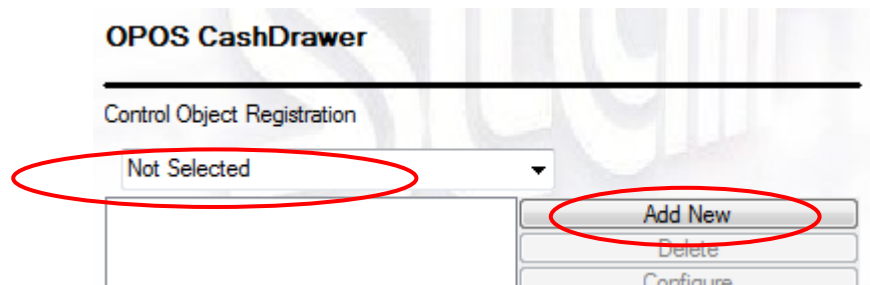 OPOS CashDrawer
Control Object Registration
Not Selected
Add New
Delete
Configure